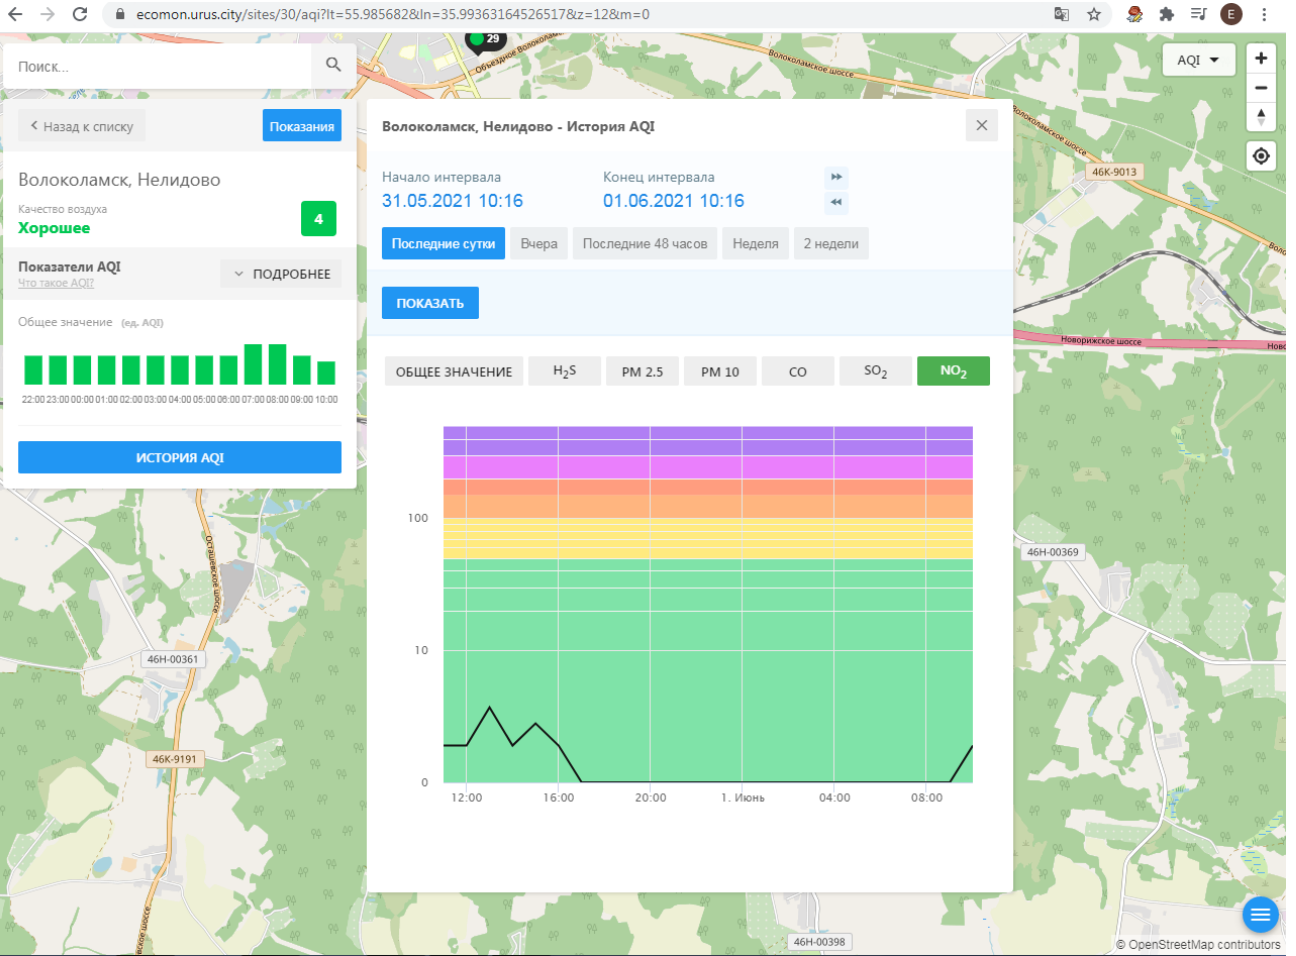 ecomon.urus.city/sites/30/aqi?lt=55.985682&ln=35.99363164526517&z=12&m=0
E
29
Объездное Волоколамск
Волоколамское шоссе
Поиск...
AQI
Назад к списку
Показания
Волоколамск, Нелидово - История AQI
Волоколамское шоссе
46К-9013
Волоколамск, Нелидово
Качество воздуха
Хорошее
4
Начало интервала
Конец интервала
31.05.2021 10:16
01.06.2021 10:16
Последние сутки
Вчера
Последние 48 часов
Неделя
2 недели
Показатели AQI
Что такое AQI?
ПОДРОБНЕЕ
ПОКАЗАТЬ
Общее значение (ед. AQI)
22:00 23:00 00:00 01:00 02:00 03:00 04:00 05:00 06:00 07:00 08:00 09:00 10:00
Новорижское шоссе
Ново
ОБЩЕЕ ЗНАЧЕНИЕ
H2S
PM 2.5
PM 10
CO
SO2
NO2
ИСТОРИЯ AQI
100
10
0
12:00
16:00
20:00
1. Июнь
04:00
08:00
Осташевское шоссе
46Н-00369
46Н-00361
46К-9191
46Н-00398
© OpenStreetMap contributors